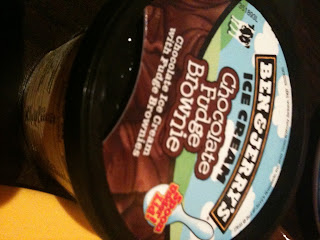 BEN & JERRY'S
ICE CREAM
Chocolate
Fudge
Brownie
Chocolate Ice Cream
with Fudge Brownies